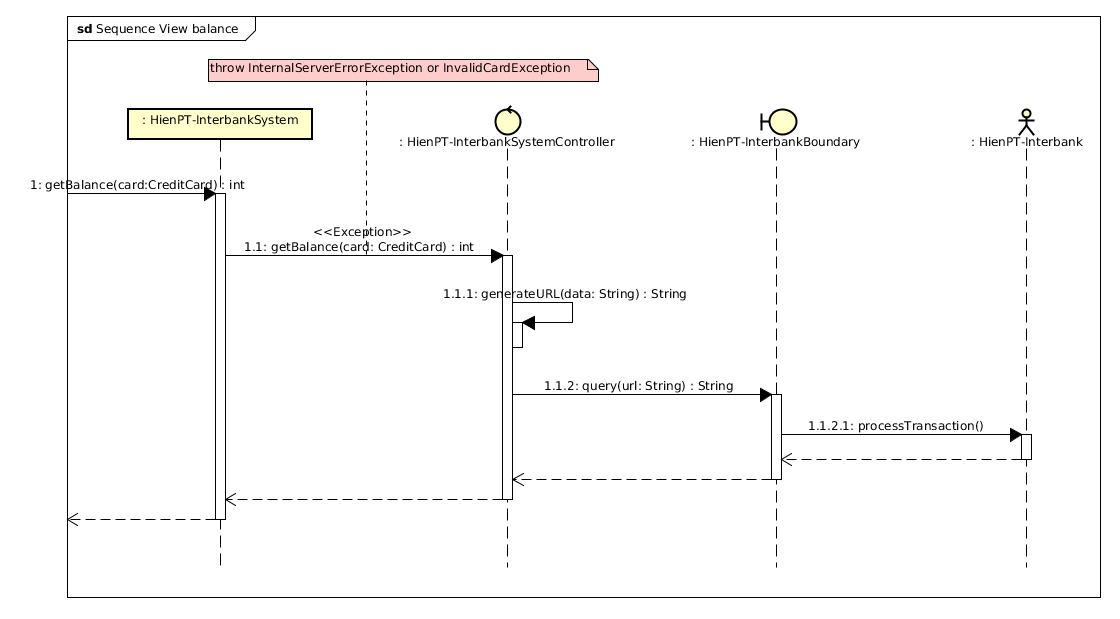 sd Sequence View balance
throw InternalServerErrorException or InvalidCardException
: HienPT-InterbankSystem
: HienPT-InterbankSystemController
: HienPT-InterbankBoundary
: HienPT-Interbank
1: getBalance(card:CreditCard) : int
<<Exception>>
1.1: getBalance(card: CreditCard) : int
1.1.1: generateURL(data: String) : String
1.1.2: query(url: String) : String
1.1.2.1: processTransaction()